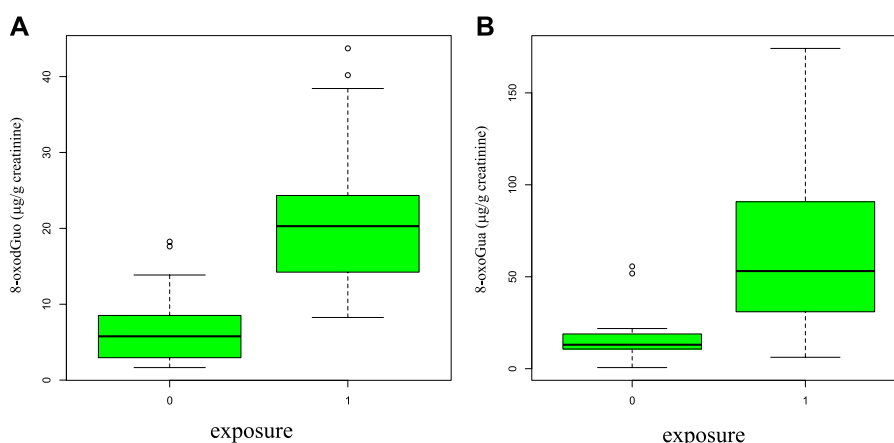 A
8-oxodGuo (µg/g creatinine)
40
30
20
10
0
0
1
exposure
B
8-oxoGua (µg/g creatinine)
150
100
50
0
0
1
exposure